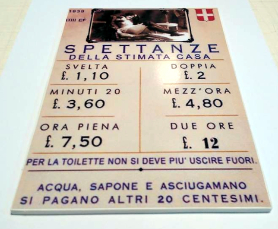 1939
SPETTANZE
DELLA STIMATA CASA
SVELTA DOPPIA
£. 1,10 £. 2
MINUTI 20 MEZZ'ORA
£. 3,60 £. 4,80
ORA PIENA DUE ORE
£. 7,50 £. 12
PER LA TOILETTE NON SI DEVE PIU' USCIRE FUORI.
ACQUA, SAPONE E ASCIUGAMANO
SI PAGANO ALTRI 20 CENTESIMI.